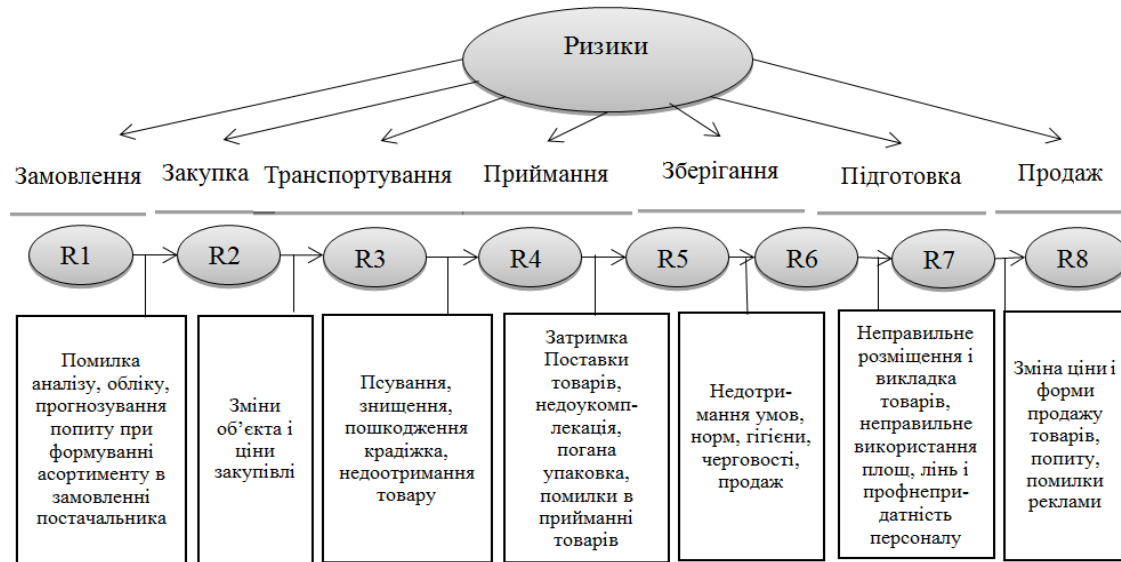 Ризики
Замовлення
Закупка
Транспортування
Приймання
Зберігання
Підготовка
Продаж
R1
R2
R3
R4
R5
R6
R7
R8
Помилка
аналізу, обліку,
прогнозування
попиту при
формуванні
асортименту в
замовленні
постачальника
Зміни
об’єкта і
ціни
закупівлі
Псування,
знищення,
пошкодження
крадіжка,
недоотримання
товару
Затримка
Поставки
товарів,
недоукомп-
лекація,
погана
упаковка,
помилки в
прийманні
товарів
Недотри-
мання умов,
норм, гігієни,
черговості,
продаж
Неправильне
розміщення і
викладка
товарів,
неправильне
використання
площ, лінь і
профнепри-
датність
персоналу
Зміна ціни і
форми
продажу
товарів,
попиту,
помилки
реклами